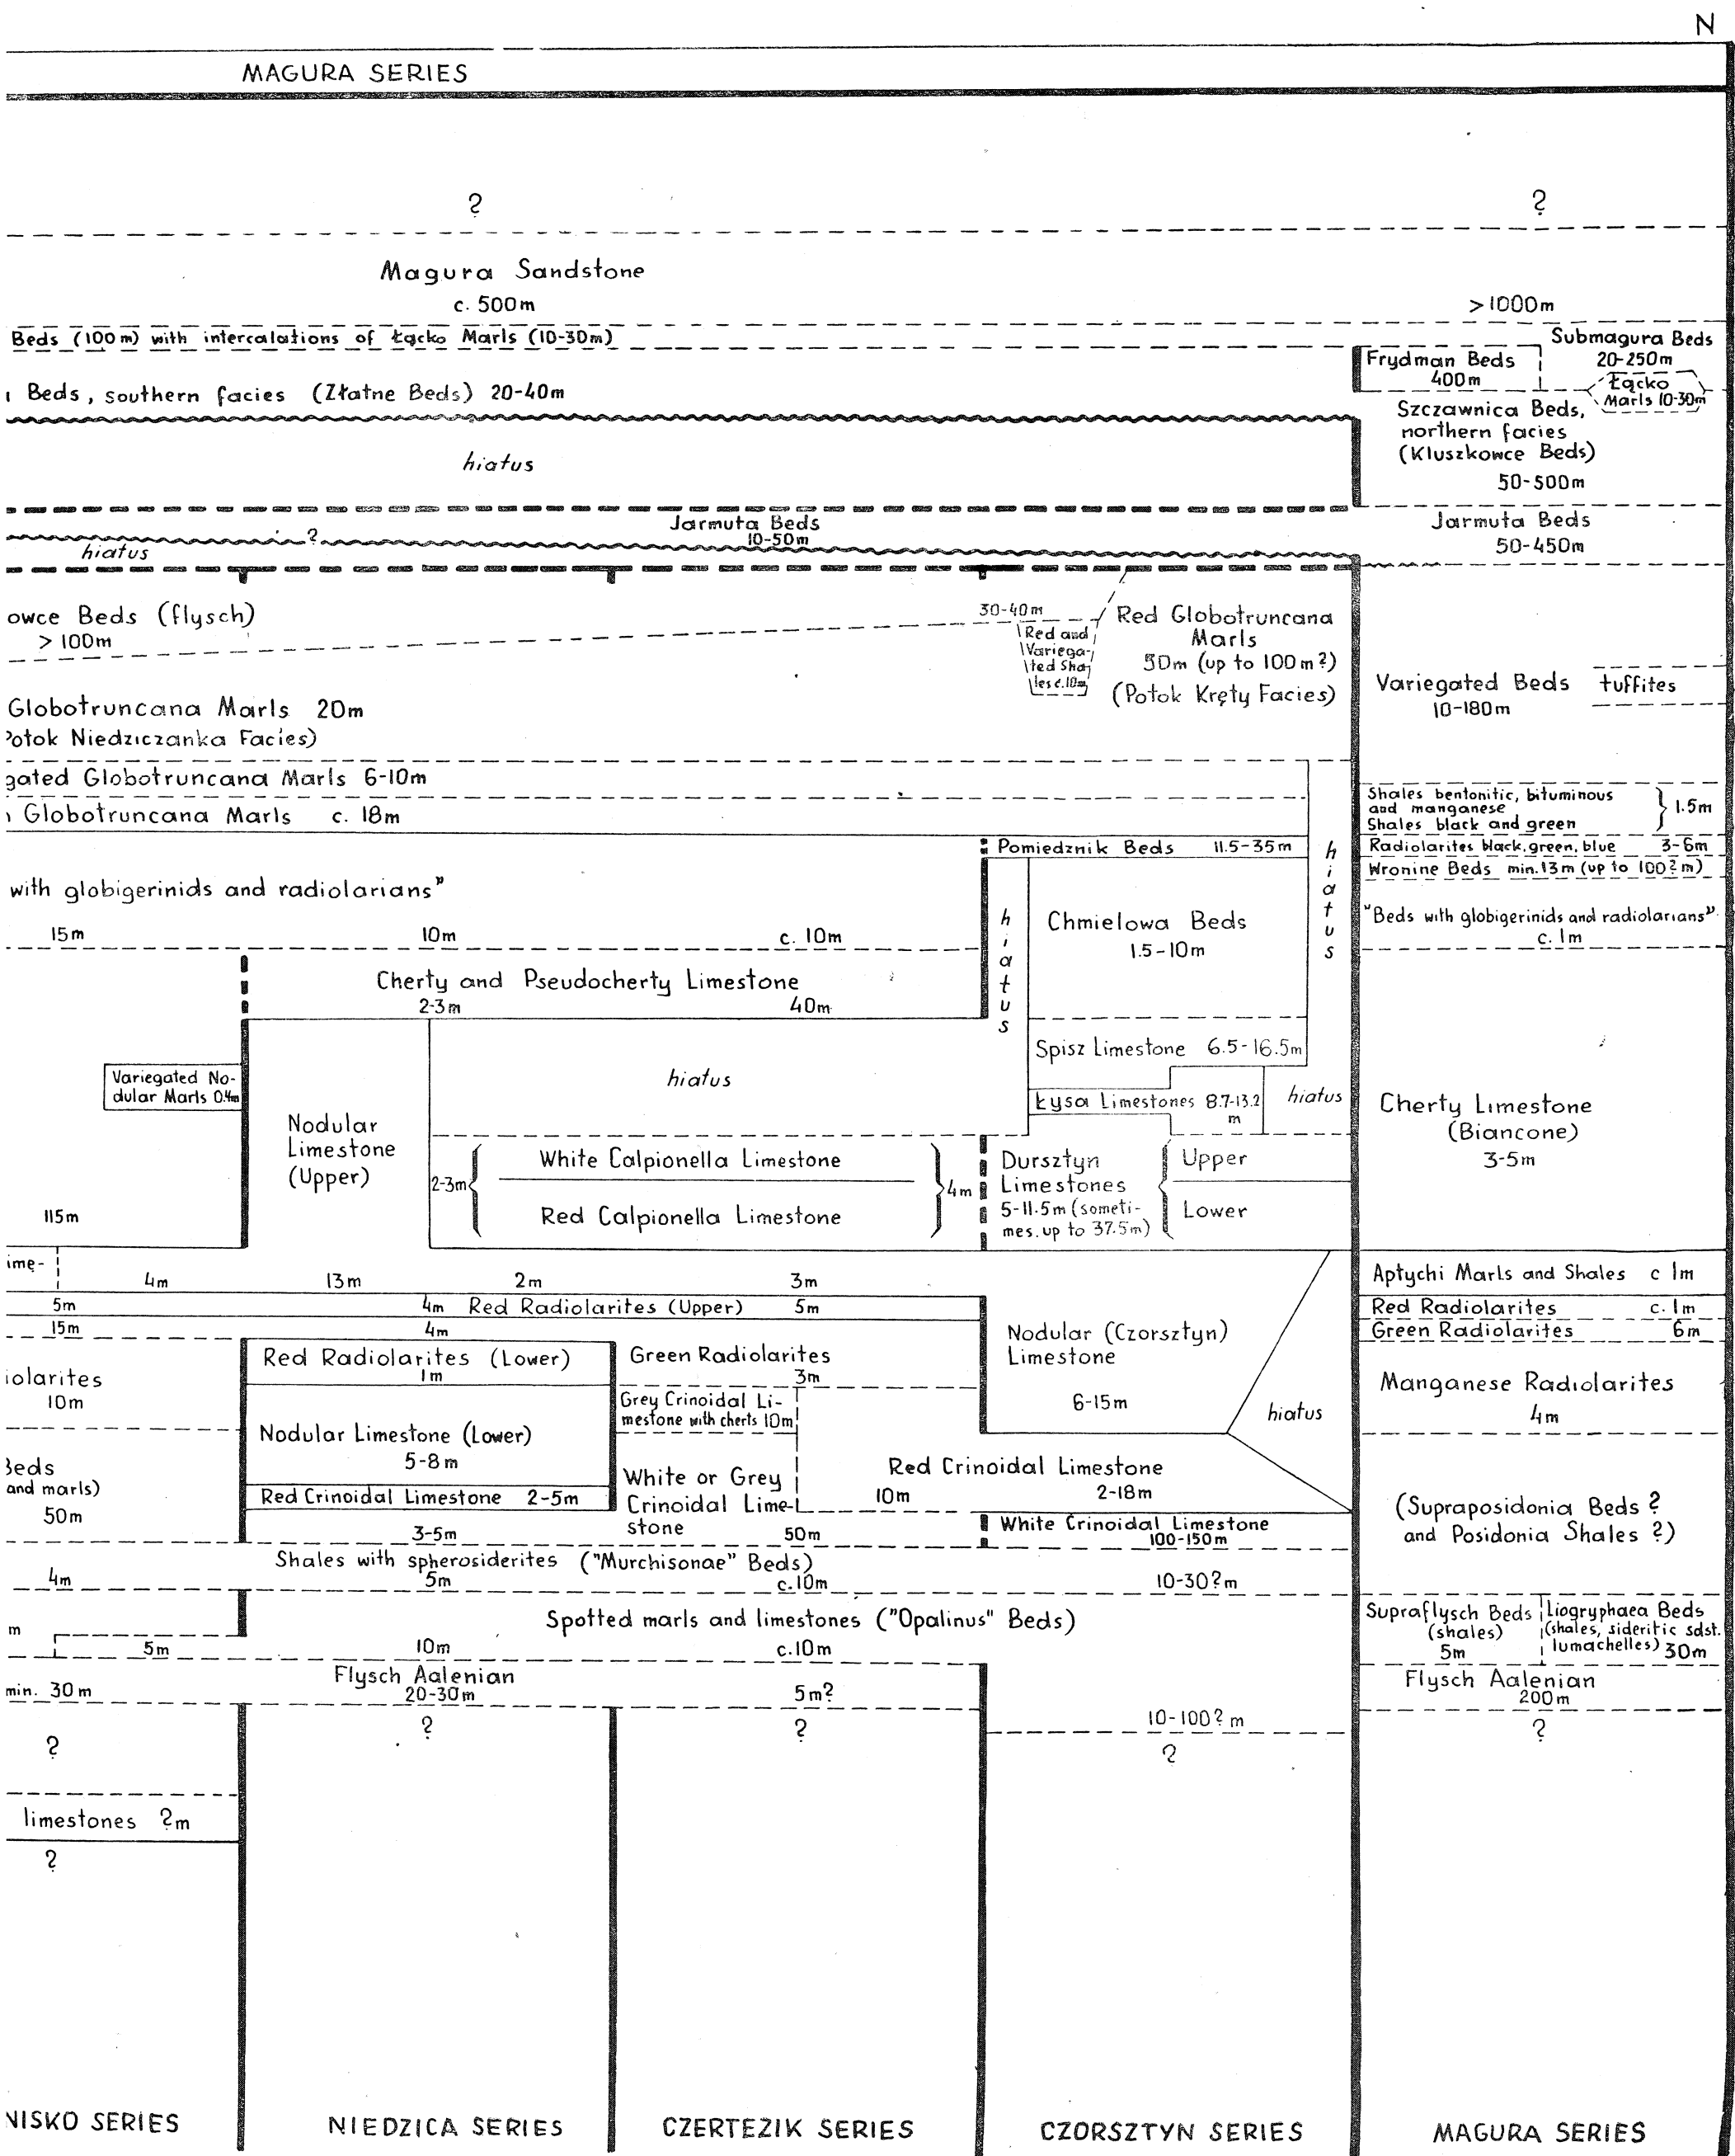 N
MAGURA SERIES
?
?
Magura Sandstone
c. 500m
>1000m
Beds (100m) with intercalations of Łącko Marls (10-30m)
Submagura Beds
20-250m
Frydman Beds
400m
Łącko
Marls 10-30m
Beds, southern facies (Złatne Beds) 20-40m
Szczawnica Beds,
northern facies
(Kluszkowce Beds)
50-500m
hiatus
Jarmuta Beds
10-50m
?
hiatus
Jarmuta Beds
50-450m
owce Beds (flysch)
>100m
30-40m
Red and
Variega-
ted Sha-
les c.10m
Red Globotruncana
Marls
50m (up to 100m?)
(Potok Kręty Facies)
Variegated Beds
10-180m
tuffites
Globotruncana Marls 20m
Potok Niedziczanka Facies)
gated Globotruncana Marls 6-10m
Globotruncana Marls c. 18m
Shales bentonitic, bituminous
and manganese
Shales black and green
1.5m
Pomiedznik Beds 11.5-35m
hiatus
Radiolarites black, green, blue 3-6m
Wronine Beds min. 13m (up to 100?m)
with globigerinids and radiolarians"
15m
10m
c. 10m
hiatus
Chmielowa Beds
1.5-10m
"Beds with globigerinids and radiolarians"
c. 1m
Cherty and Pseudocherty Limestone
2-3m
40m
Spisz Limestone 6.5-16.5m
Variegated No-
dular Marls 0.4m
hiatus
Łysa Limestones 8.7-13.2
m
hiatus
Cherty Limestone
(Biancone)
3-5m
Nodular
Limestone
(Upper)
2-3m
White Calpionella Limestone
Red Calpionella Limestone
4m
Dursztyn
Limestones
5-11.5m (someti-
mes. up to 37.5m)
Upper
Lower
115m
ime-
4m
13m
2m
3m
Aptychi Marls and Shales c 1m
5m
4m Red Radiolarites (Upper) 5m
Red Radiolarites c. 1m
15m
4m
Green Radiolarites 6m
Nodular (Czorsztyn)
Limestone
6-15m
hiatus
iolarites
10m
Red Radiolarites (Lower)
1m
Green Radiolarites
3m
Manganese Radiolarites
4m
Grey Crinoidal Li-
mestone with cherts 10m
Nodular Limestone (Lower)
5-8m
Beds
and marls)
50m
Red Crinoidal Limestone 2-5m
White or Grey
Crinoidal Lime-
stone
50m
Red Crinoidal Limestone
10m
2-18m
(Supraposidonia Beds ?
and Posidonia Shales ?)
3-5m
White Crinoidal Limestone
100-150m
Shales with spherosiderites ("Murchisonae" Beds)
4m
5m
c.10m
10-30?m
Spotted marls and limestones ("Opalinus" Beds)
m
5m
10m
c.10m
Supraflysch Beds
(shales)
5m
Liogryphaea Beds
(shales, sideritic sdst.
lumachelles) 30m
min. 30m
Flysch Aalenian
20-30m
5m?
Flysch Aalenian
200m
?
?
?
10-100?m
?
?
limestones ?m
?
NISKO SERIES
NIEDZICA SERIES
CZERTEZIK SERIES
CZORSZTYN SERIES
MAGURA SERIES